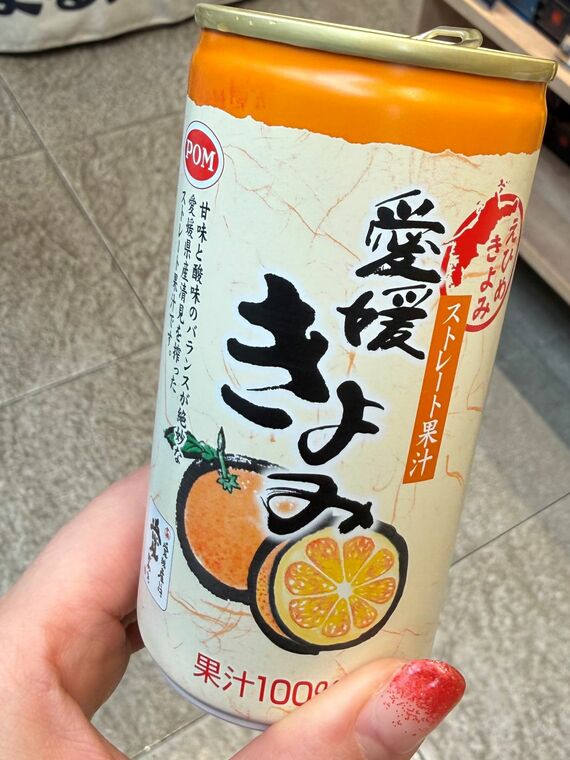 POM
甘味と酸味のバランスが絶妙な
愛媛県産清見を搾った
ストレート果汁です。
愛媛
きよみ
えひめ
きよみ
ストレート果汁
果汁100%